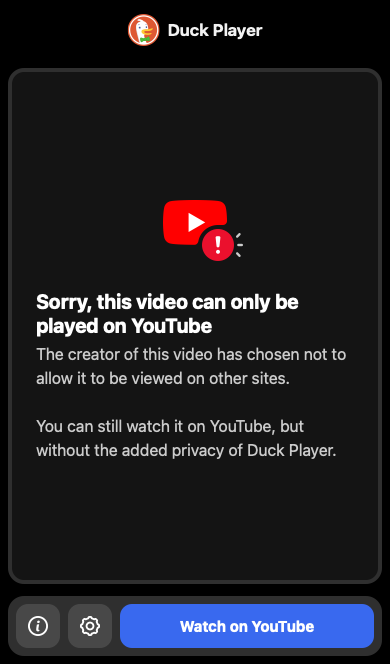 Duck Player
Sorry, this video can only be
played on YouTube
The creator of this video has chosen not to
allow it to be viewed on other sites.
You can still watch it on YouTube, but
without the added privacy of Duck Player.
Watch on YouTube